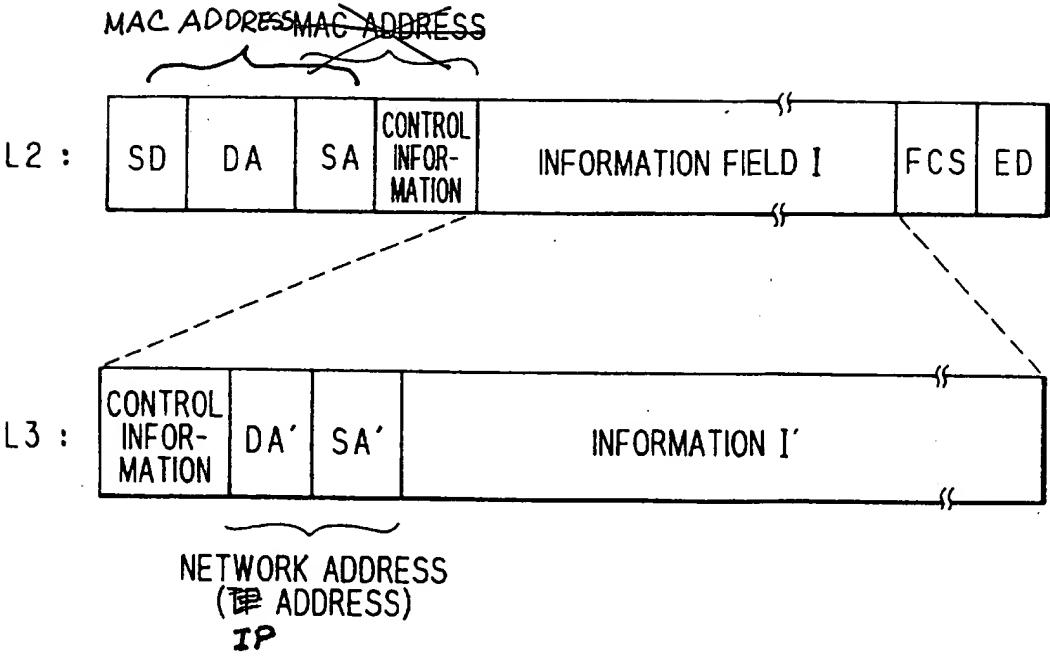 MAC ADDRESS MAC ADDRESS
L2 : SD DA SA CONTROL INFOR- MATION INFORMATION FIELD I FCS ED
L3 : CONTROL INFOR- MATION DA´ SA´ INFORMATION I´
NETWORK ADDRESS
( ADDRESS)
IP